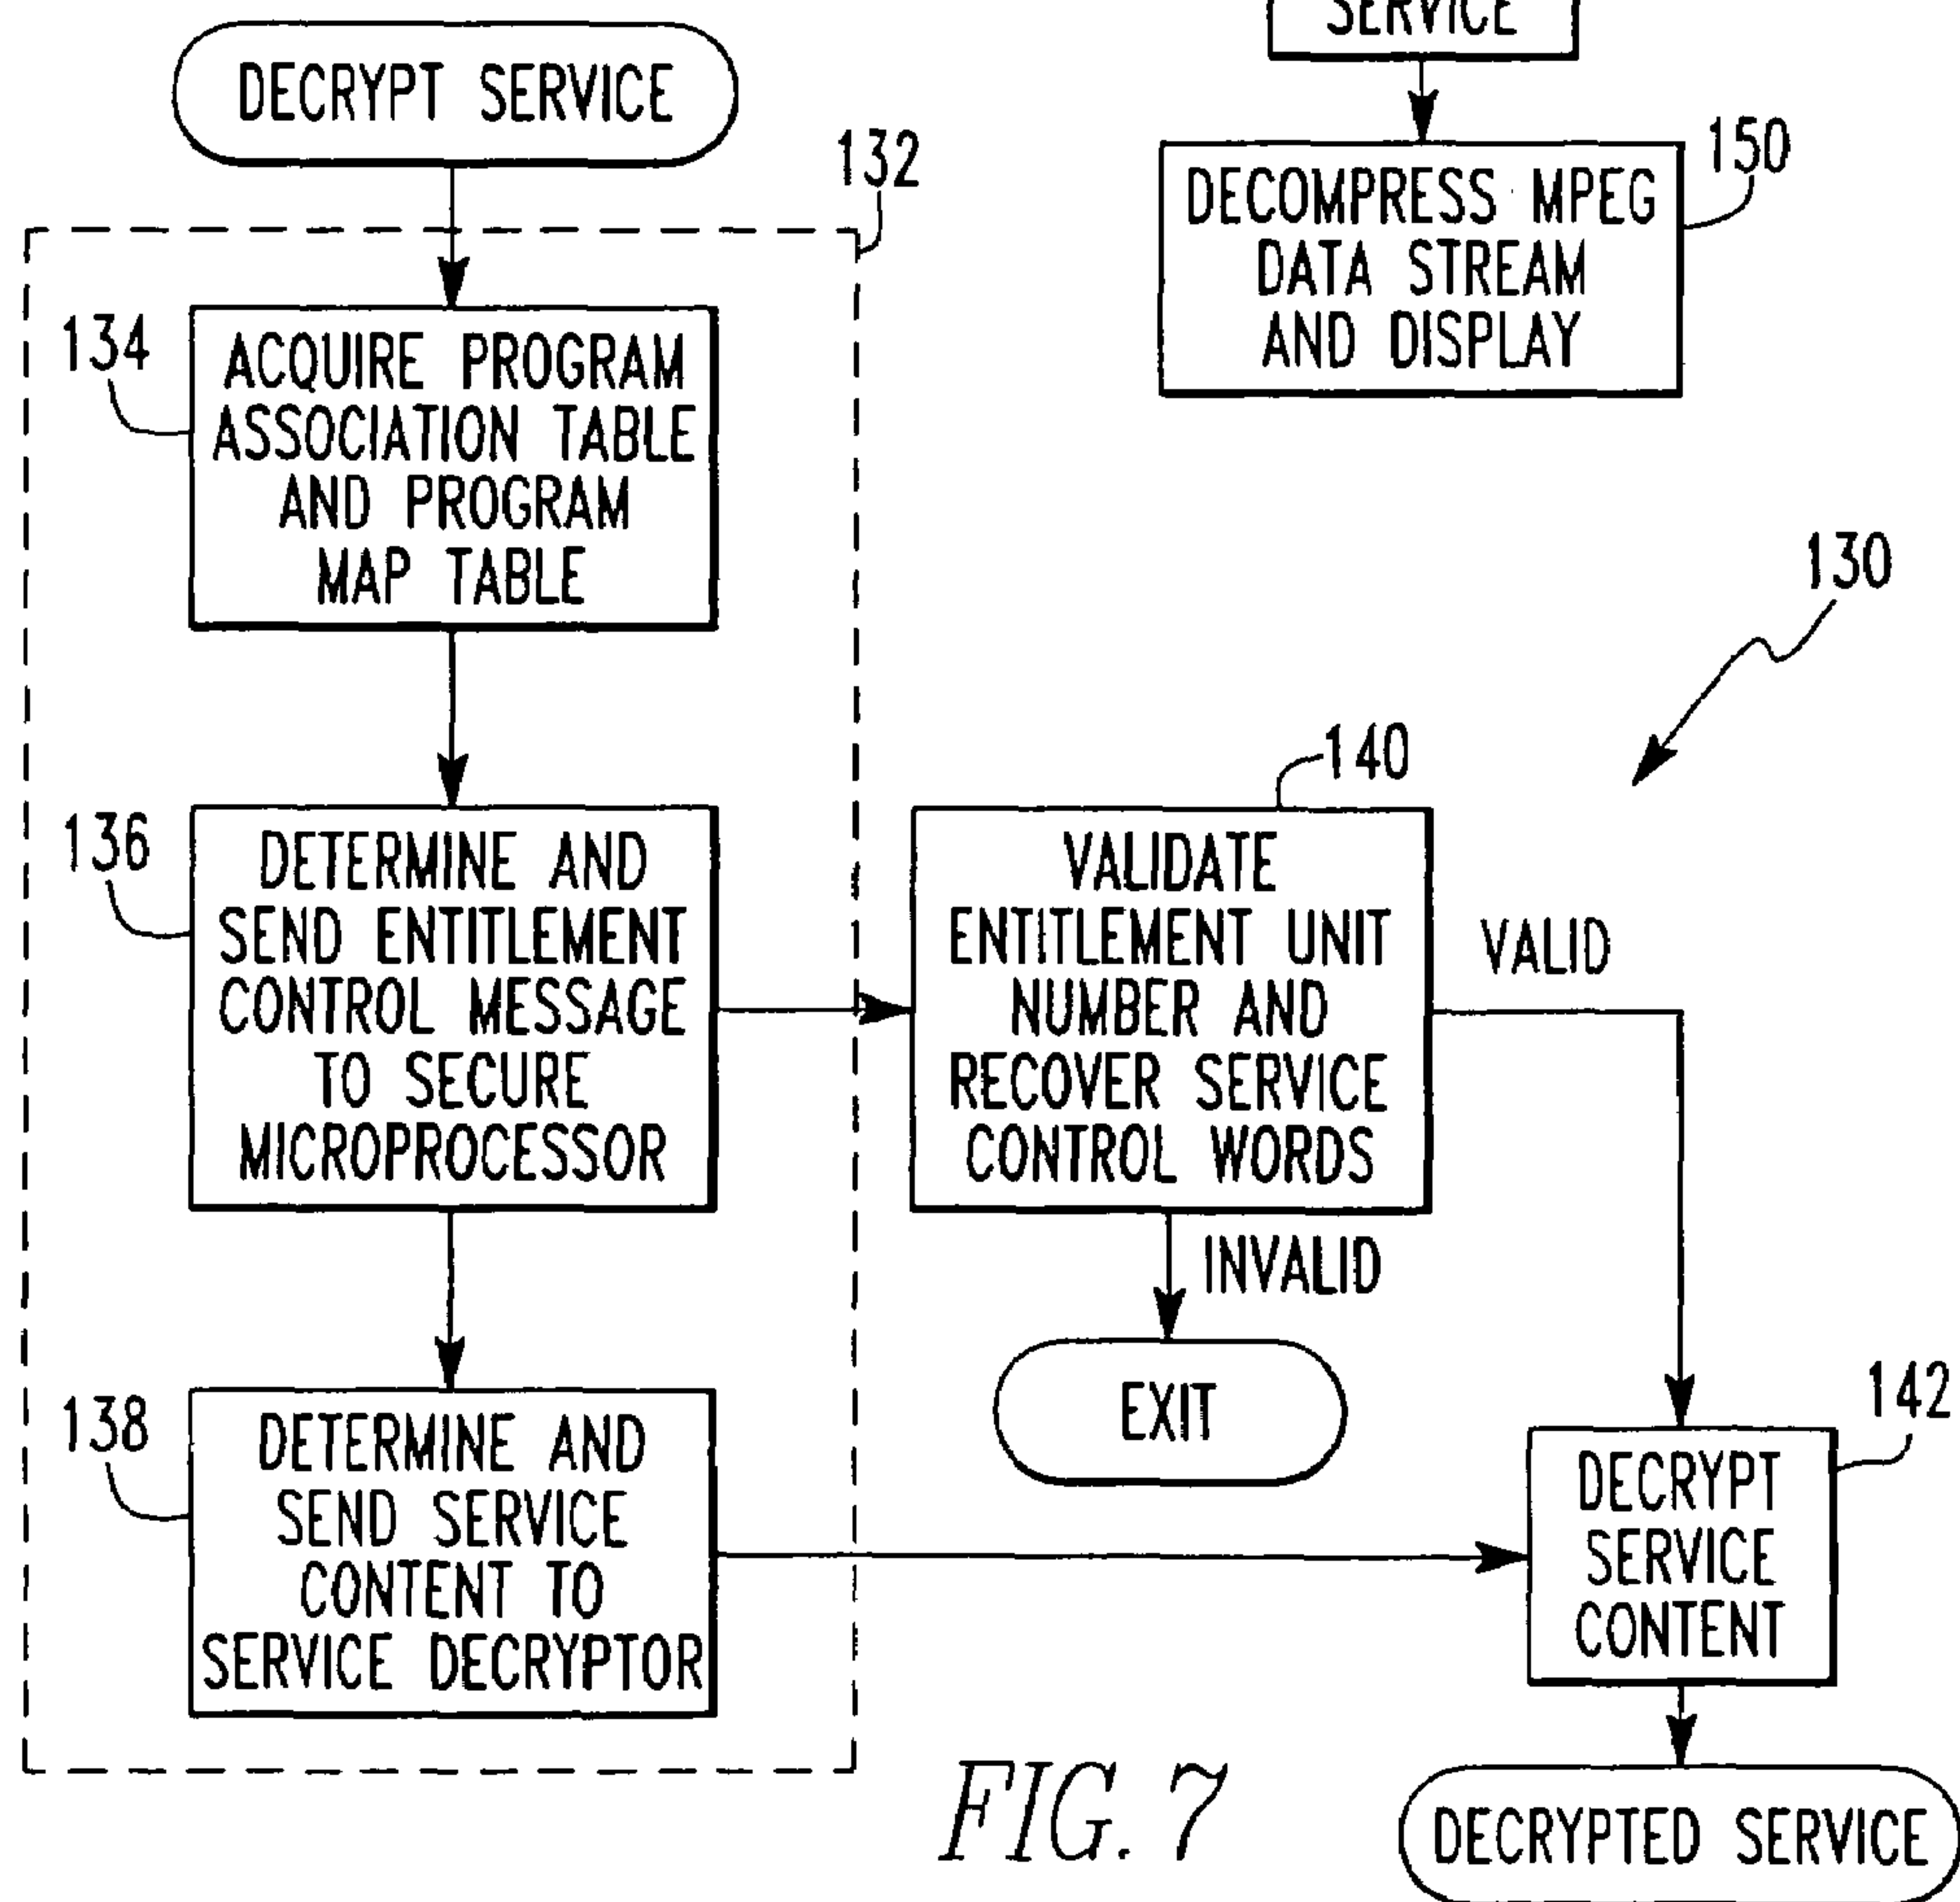 SERVICE
150
DECOMPRESS MPEG
DATA STREAM
AND DISPLAY
DECRYPT SERVICE
132
134
ACQUIRE PROGRAM
ASSOCIATION TABLE
AND PROGRAM
MAP TABLE
130
136
DETERMINE AND
SEND ENTITLEMENT
CONTROL MESSAGE
TO SECURE
MICROPROCESSOR
140
VALIDATE
ENTITLEMENT UNIT
NUMBER AND
RECOVER SERVICE
CONTROL WORDS
VALID
INVALID
EXIT
138
DETERMINE AND
SEND SERVICE
CONTENT TO
SERVICE DECRYPTOR
142
DECRYPT
SERVICE
CONTENT
DECRYPTED SERVICE
FIG. 7